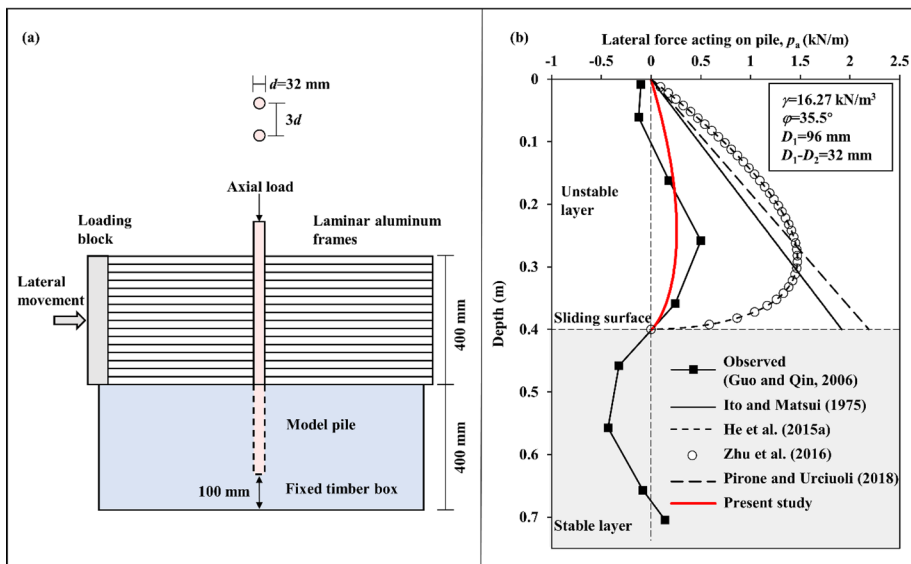 (a)
d=32 mm
3d
Axial load
Loading
block
Laminar aluminum
frames
Lateral
movement
400 mm
Model pile
400 mm
100 mm
Fixed timber box
(b)
Lateral force acting on pile, pₐ (kN/m)
-1 -0.5 0 0.5 1 1.5 2 2.5
0
0.1
0.2
0.3
0.4
0.5
0.6
0.7
Depth (m)
γ=16.27 kN/m³
φ=35.5°
D₁=96 mm
D₁-D₂=32 mm
Unstable
layer
Sliding surface
Stable layer
Observed
(Guo and Qin, 2006)
Ito and Matsui (1975)
He et al. (2015a)
Zhu et al. (2016)
Pirone and Urciuoli (2018)
Present study